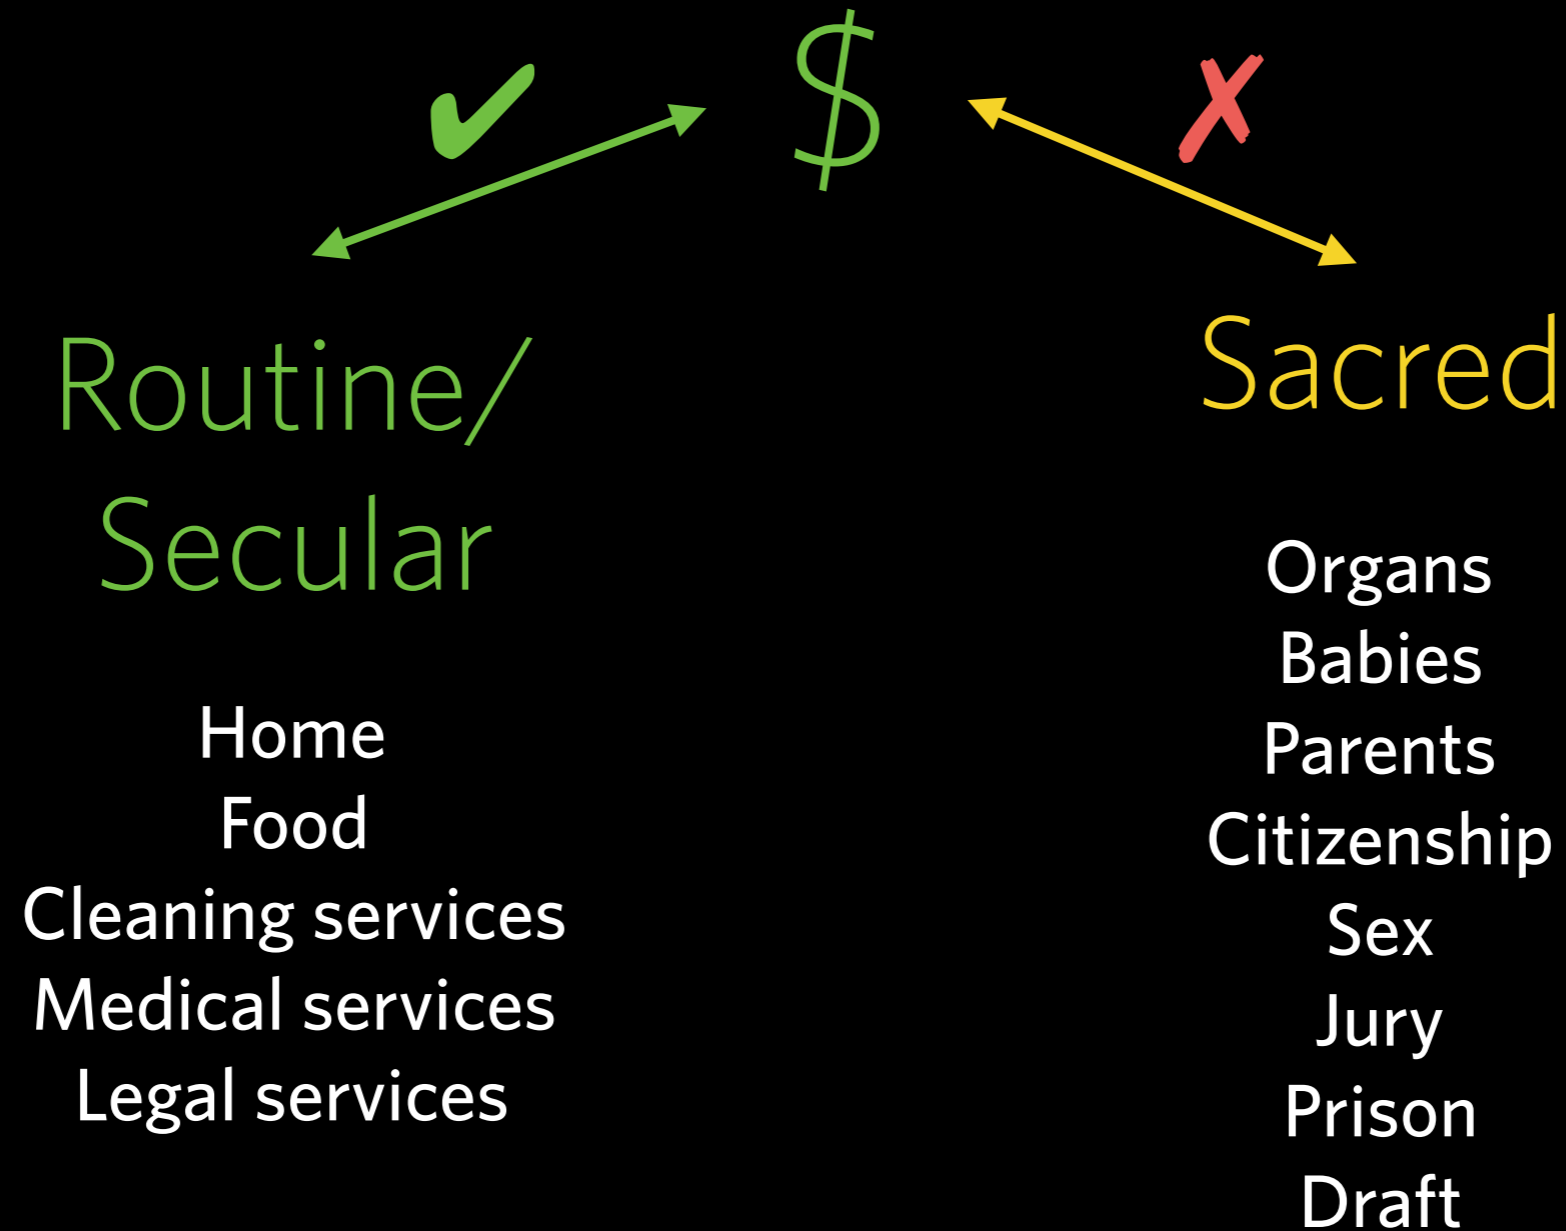 $
✔
✗
Routine/
Secular
Home
Food
Cleaning services
Medical services
Legal services
Sacred
Organs
Babies
Parents
Citizenship
Sex
Jury
Prison
Draft